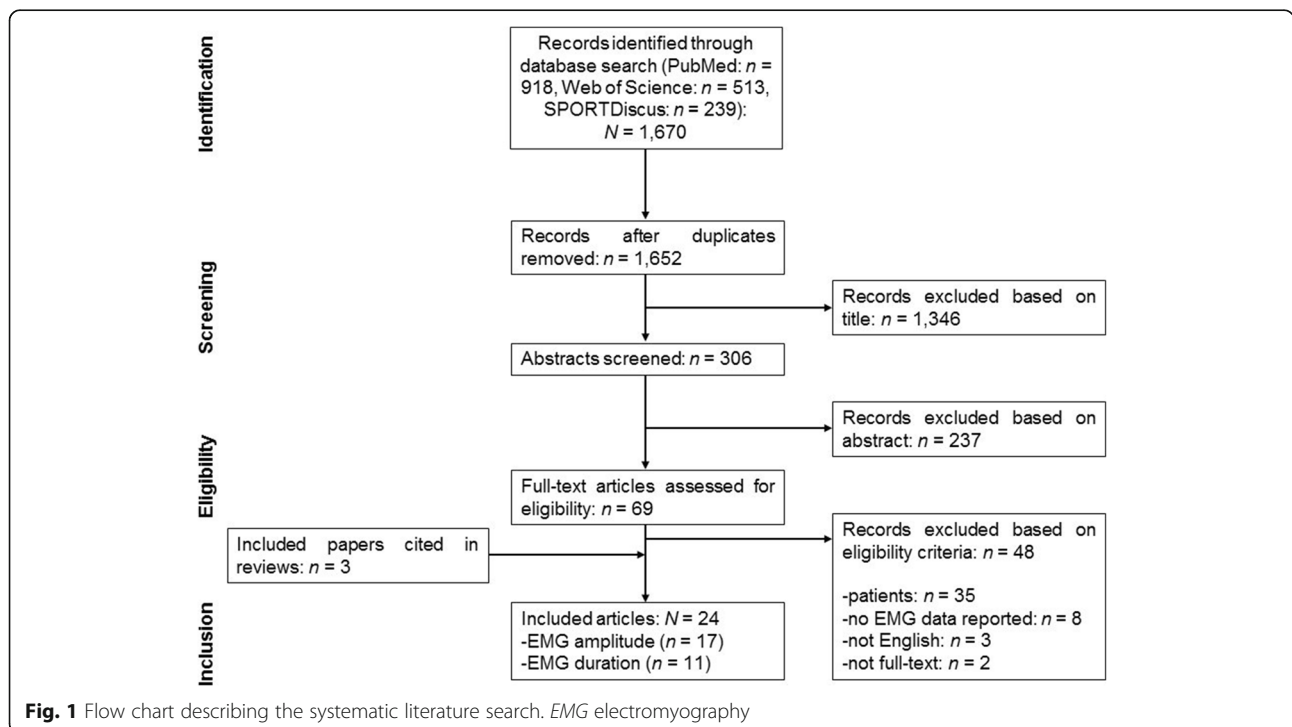 Identification
Records identified through
database search (PubMed: n =
918, Web of Science: n = 513,
SPORTDiscus: n = 239):
N = 1,670
Screening
Records after duplicates
removed: n = 1,652
Records excluded based on
title: n = 1,346
Abstracts screened: n = 306
Eligibility
Records excluded based on
abstract: n = 237
Full-text articles assessed for
eligibility: n = 69
Included papers cited in
reviews: n = 3
Records excluded based on
eligibility criteria: n = 48
-patients: n = 35
-no EMG data reported: n = 8
-not English: n = 3
-not full-text: n = 2
Inclusion
Included articles: N = 24
-EMG amplitude (n = 17)
-EMG duration (n = 11)
Fig. 1 Flow chart describing the systematic literature search. EMG electromyography